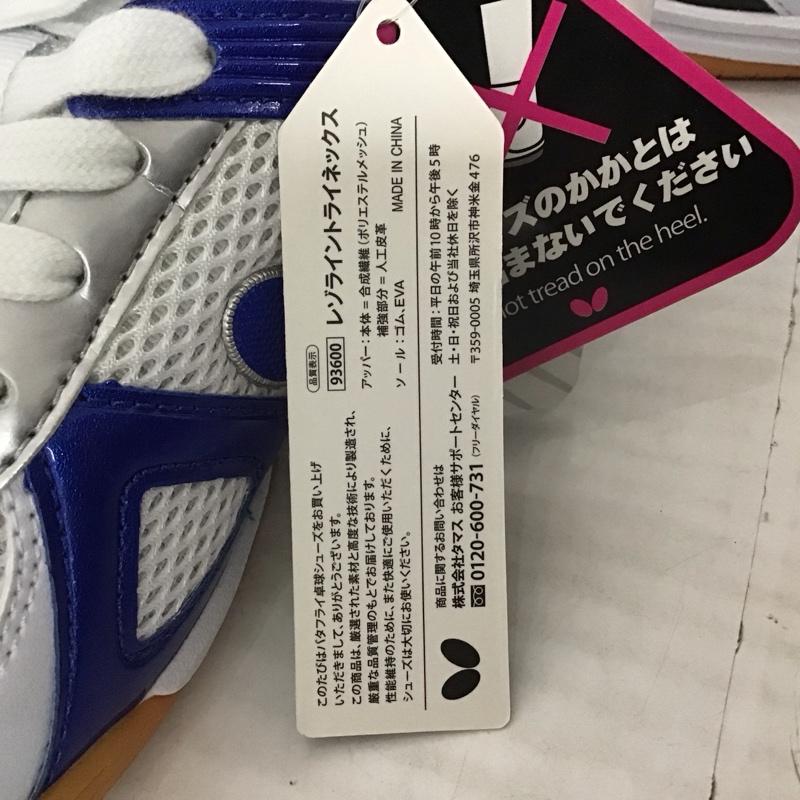 このたびはバタフライ卓球シューズをお買い上げ
いただきまして、ありがとうございます。
この商品は、厳選された素材と高度な技術により製造され、
厳重な品質管理のもとでお届けしております。
性能維持のために、また快適にご使用いただくために、
シューズは大切にお使いください。
品質表示
93600 レゾライントライネックス
アッパー:本体=合成繊維(ポリエステルメッシュ)
補強部分=人工皮革
ソール:ゴム、EVA MADE IN CHINA
商品に関するお問い合わせは
株式会社タマス お客様サポートセンター
0120-600-731 (フリーダイヤル)
受付時間:平日の午前10時から午後5時
土・日・祝日および当社休日を除く
〒359-0005 埼玉県所沢市神米金476
ズのかかとは
まないでください
not tread on the heel.